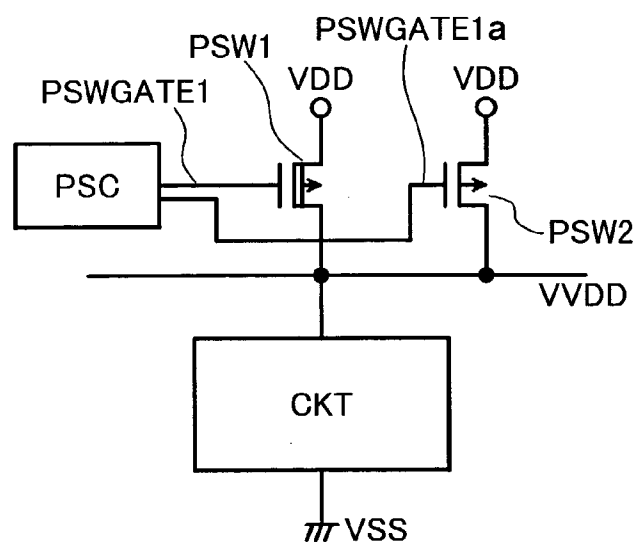 PSWGATE1a
PSW1
VDD
VDD
PSWGATE1
PSC
PSW2
VVDD
CKT
VSS